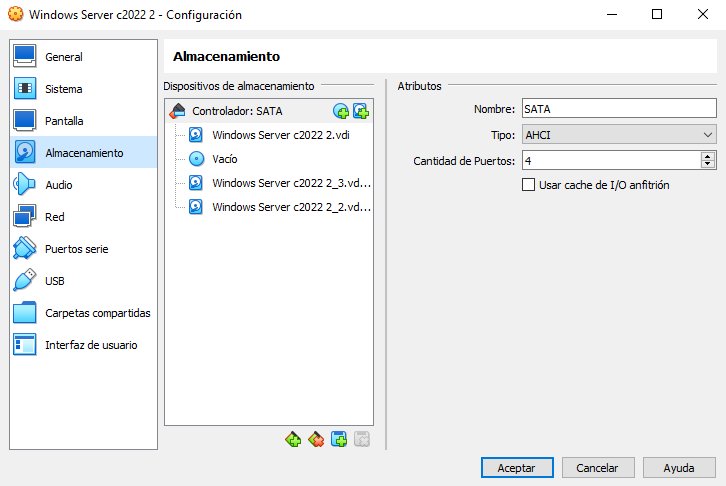 Windows Server c2022 2 - Configuración
General
Sistema
Pantalla
Almacenamiento
Audio
Red
Puertos serie
USB
Carpetas compartidas
Interfaz de usuario
Almacenamiento
Dispositivos de almacenamiento
Controlador: SATA
Windows Server c2022 2.vdi
Vacío
Windows Server c2022 2_3.vd...
Windows Server c2022 2_2.vd...
Atributos
Nombre: SATA
Tipo: AHCI
Cantidad de Puertos: 4
Usar cache de I/O anfitrión
Aceptar Cancelar Ayuda